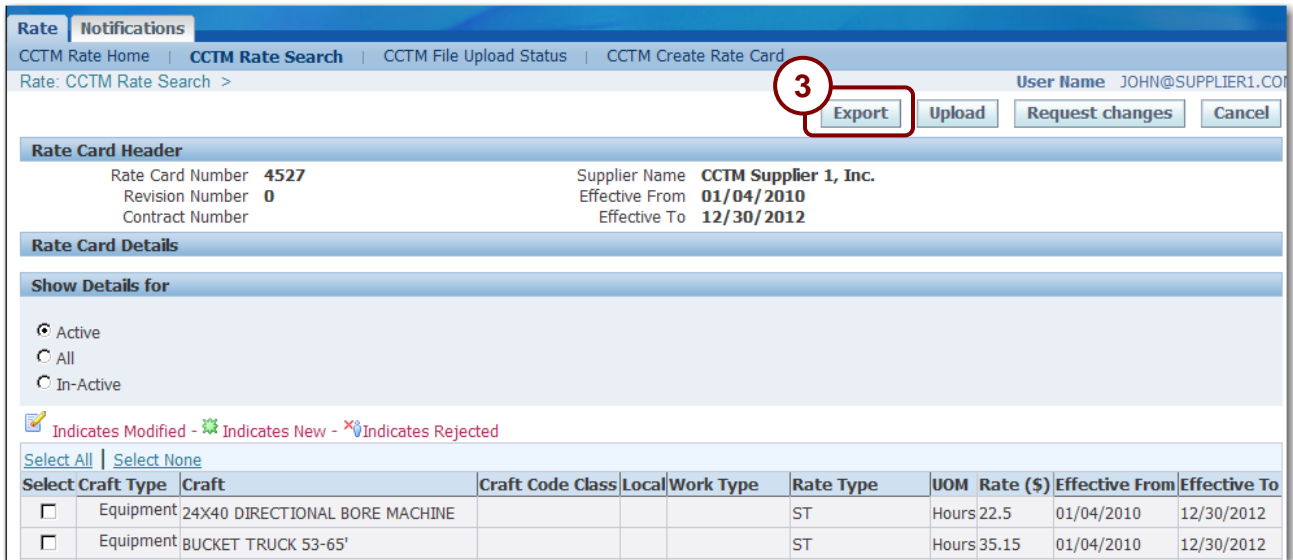 Rate Notifications
CCTM Rate Home | CCTM Rate Search | CCTM File Upload Status | CCTM Create Rate Card
Rate: CCTM Rate Search >
User Name JOHN@SUPPLIER1.COM
3
Export Upload Request changes Cancel
Rate Card Header
Rate Card Number 4527 Supplier Name CCTM Supplier 1, Inc.
Revision Number 0 Effective From 01/04/2010
Contract Number Effective To 12/30/2012
Rate Card Details
Show Details for
Active
All
In-Active
Indicates Modified - Indicates New - Indicates Rejected
Select All | Select None
Select Craft Type Craft Craft Code Class Local Work Type Rate Type UOM Rate ($) Effective From Effective To
Equipment 24X40 DIRECTIONAL BORE MACHINE ST Hours 22.5 01/04/2010 12/30/2012
Equipment BUCKET TRUCK 53-65' ST Hours 35.15 01/04/2010 12/30/2012